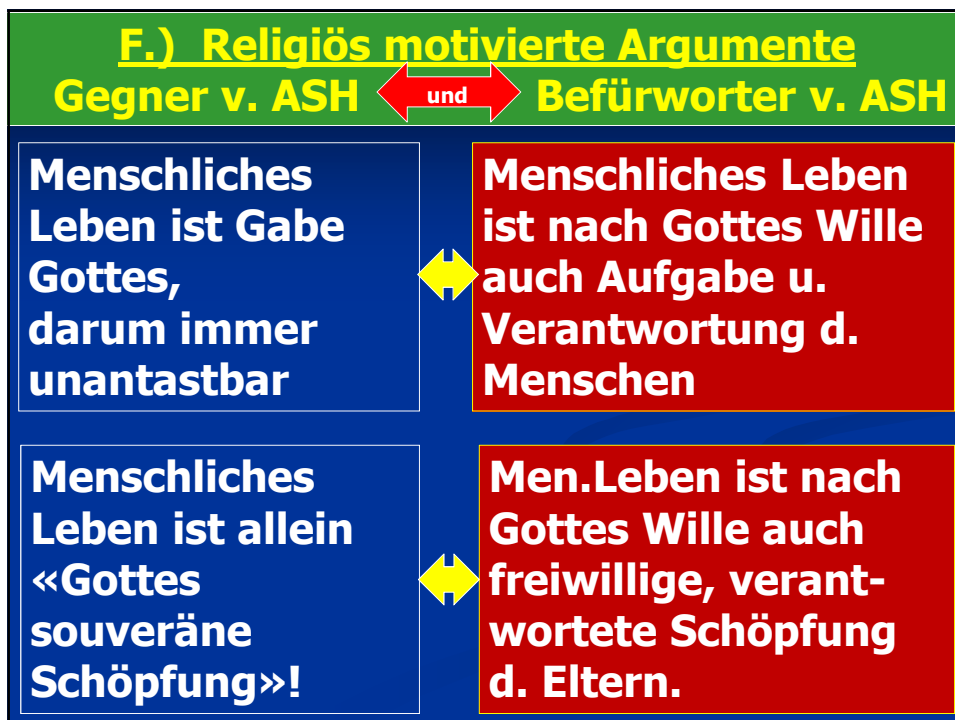 F.) Religiös motivierte Argumente
Gegner v. ASH und Befürworter v. ASH
Menschliches
Leben ist Gabe
Gottes,
darum immer
unantastbar
Menschliches Leben
ist nach Gottes Wille
auch Aufgabe u.
Verantwortung d.
Menschen
Menschliches
Leben ist allein
«Gottes
souveräne
Schöpfung»!
Men.Leben ist nach
Gottes Wille auch
freiwillige, verant-
wortete Schöpfung
d. Eltern.